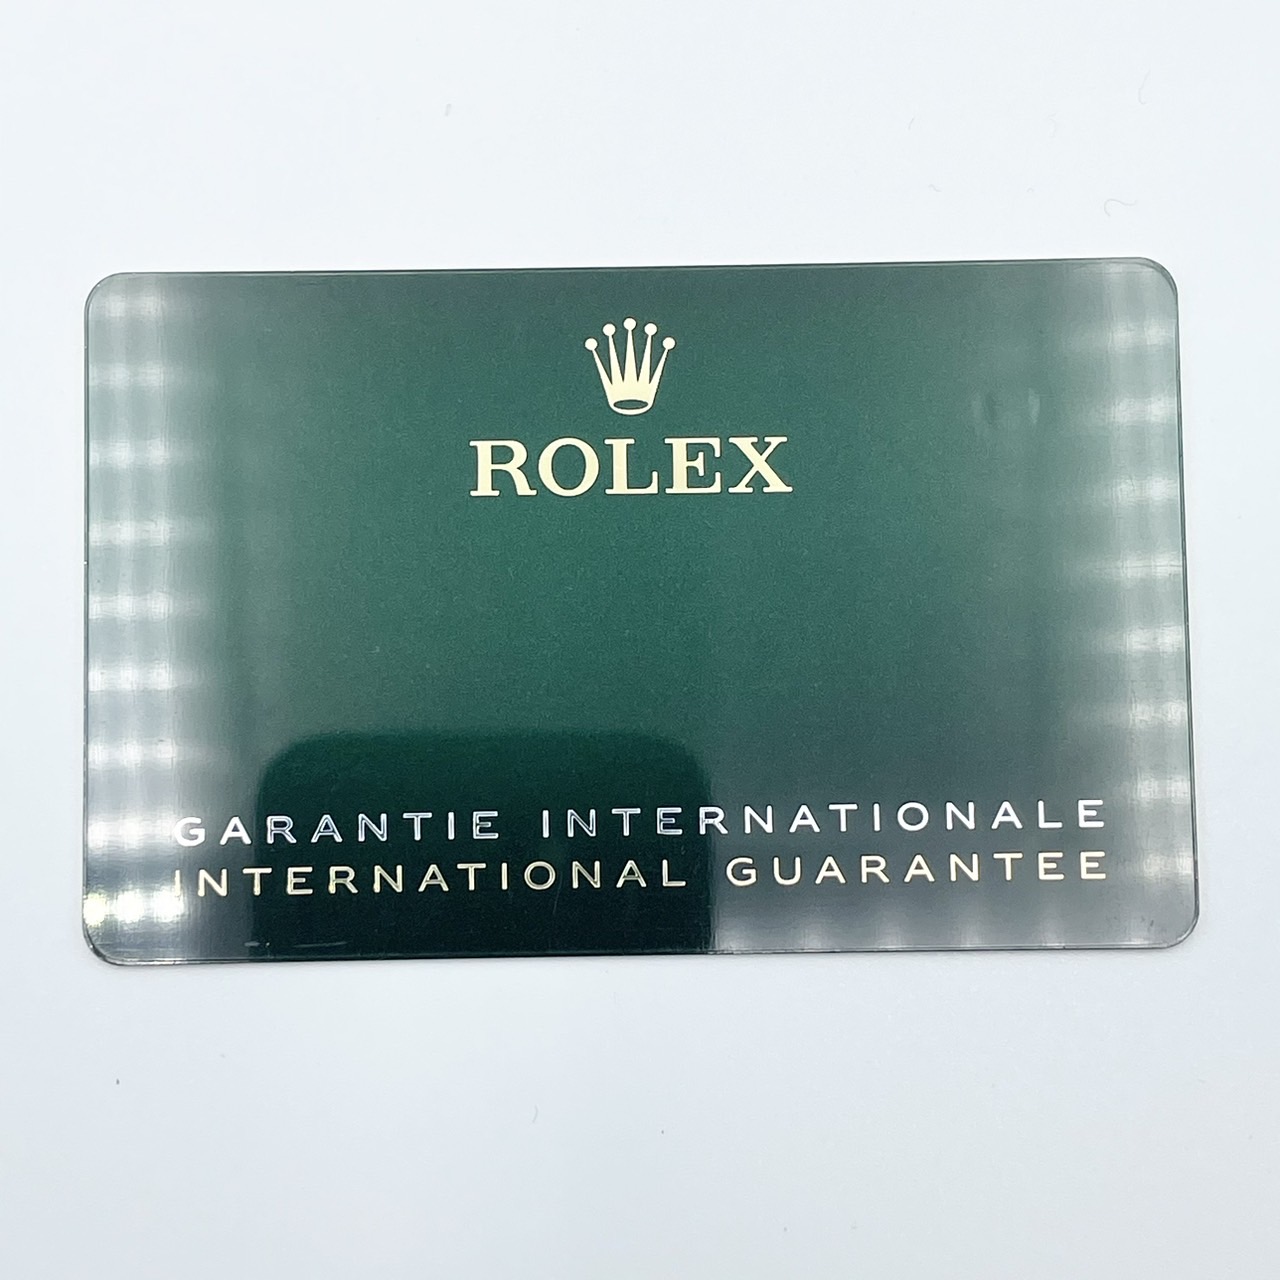 ROLEX
GARANTIE INTERNATIONALE
INTERNATIONAL GUARANTEE